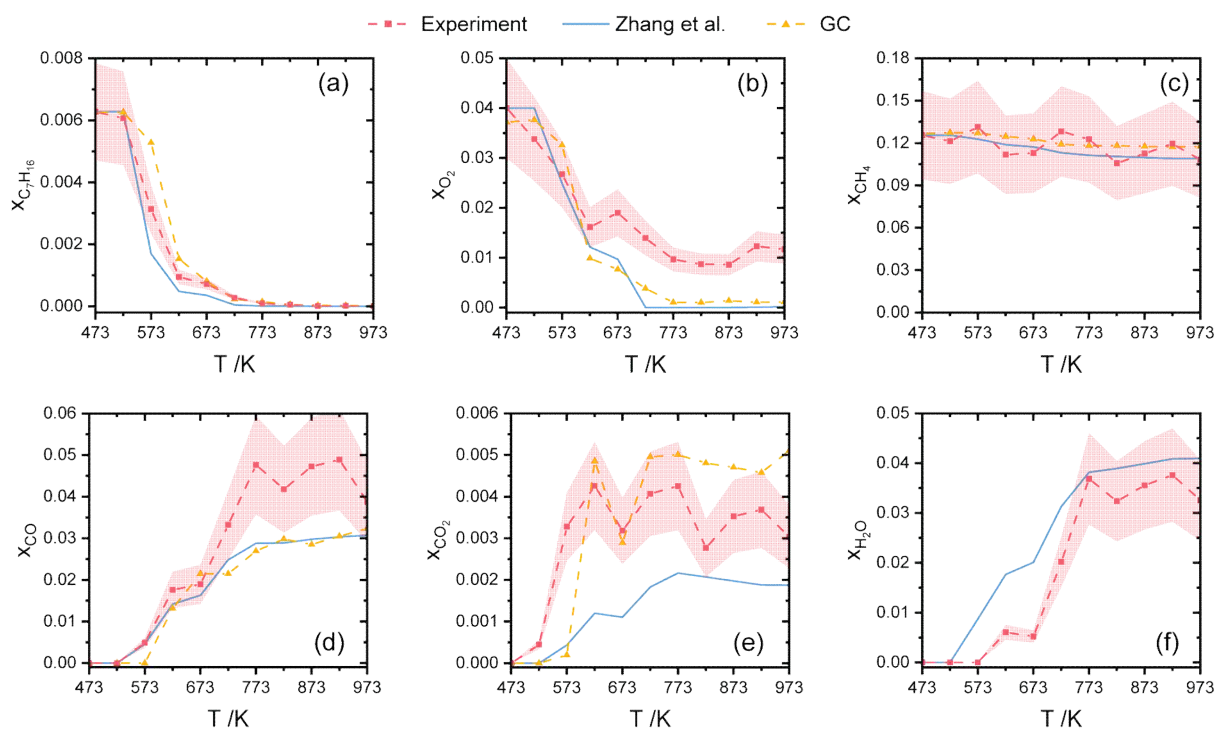 Experiment Zhang et al. GC
(a)
x_C₇H₁₆
0.008
0.006
0.004
0.002
0.000
473 573 673 773 873 973
T /K
(b)
x_O₂
0.05
0.04
0.03
0.02
0.01
0.00
473 573 673 773 873 973
T /K
(c)
x_CH₄
0.18
0.15
0.12
0.09
0.06
0.03
0.00
473 573 673 773 873 973
T /K
(d)
x_CO
0.06
0.05
0.04
0.03
0.02
0.01
0.00
473 573 673 773 873 973
T /K
(e)
x_CO₂
0.006
0.005
0.004
0.003
0.002
0.001
0.000
473 573 673 773 873 973
T /K
(f)
x_H₂O
0.05
0.04
0.03
0.02
0.01
0.00
473 573 673 773 873 973
T /K